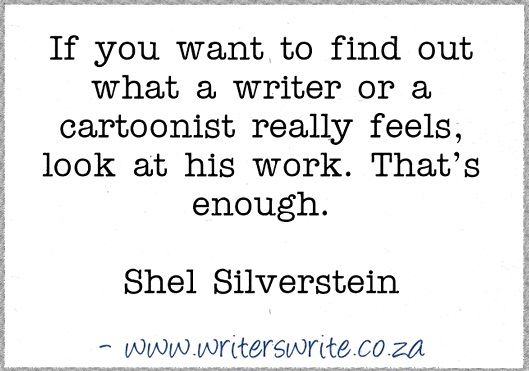 If you want to find out
what a writer or a
cartoonist really feels,
look at his work. That's
enough.
Shel Silverstein
- www.writerswrite.co.za